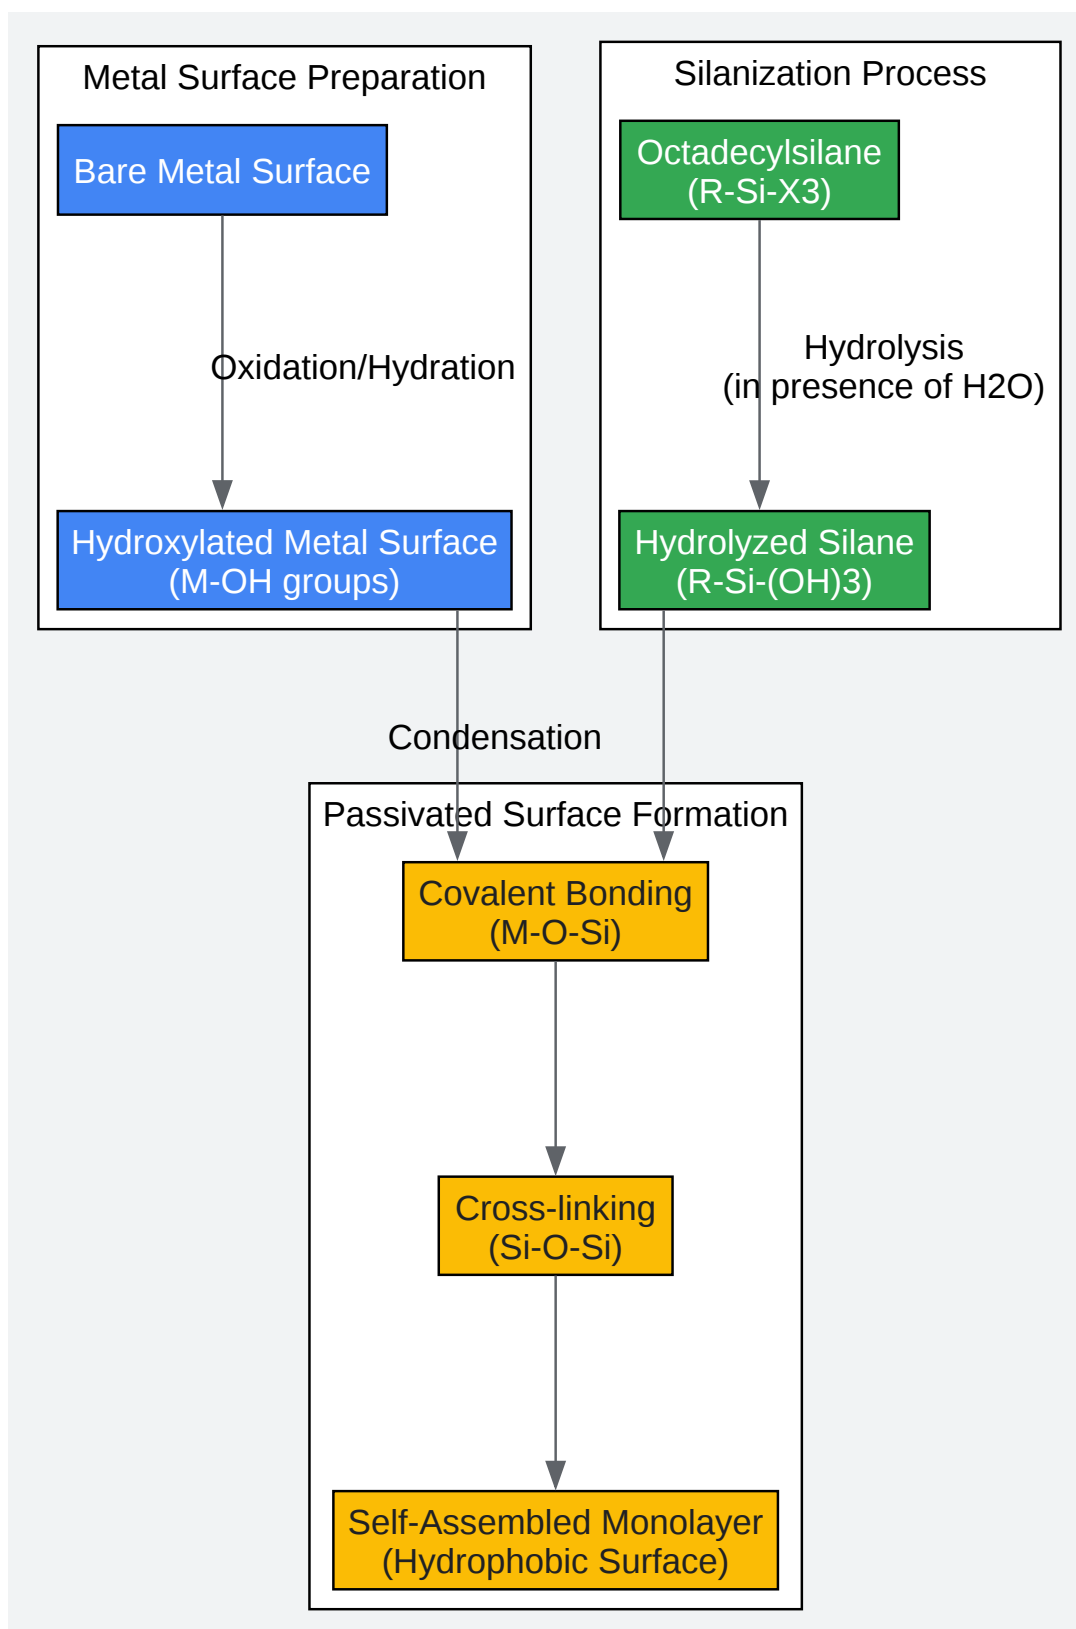 Metal Surface Preparation
Bare Metal Surface
Oxidation/Hydration
Hydroxylated Metal Surface
(M-OH groups)
Silanization Process
Octadecylsilane
(R-Si-X3)
Hydrolysis
(in presence of H2O)
Hydrolyzed Silane
(R-Si-(OH)3)
Condensation
Passivated Surface Formation
Covalent Bonding
(M-O-Si)
Cross-linking
(Si-O-Si)
Self-Assembled Monolayer
(Hydrophobic Surface)